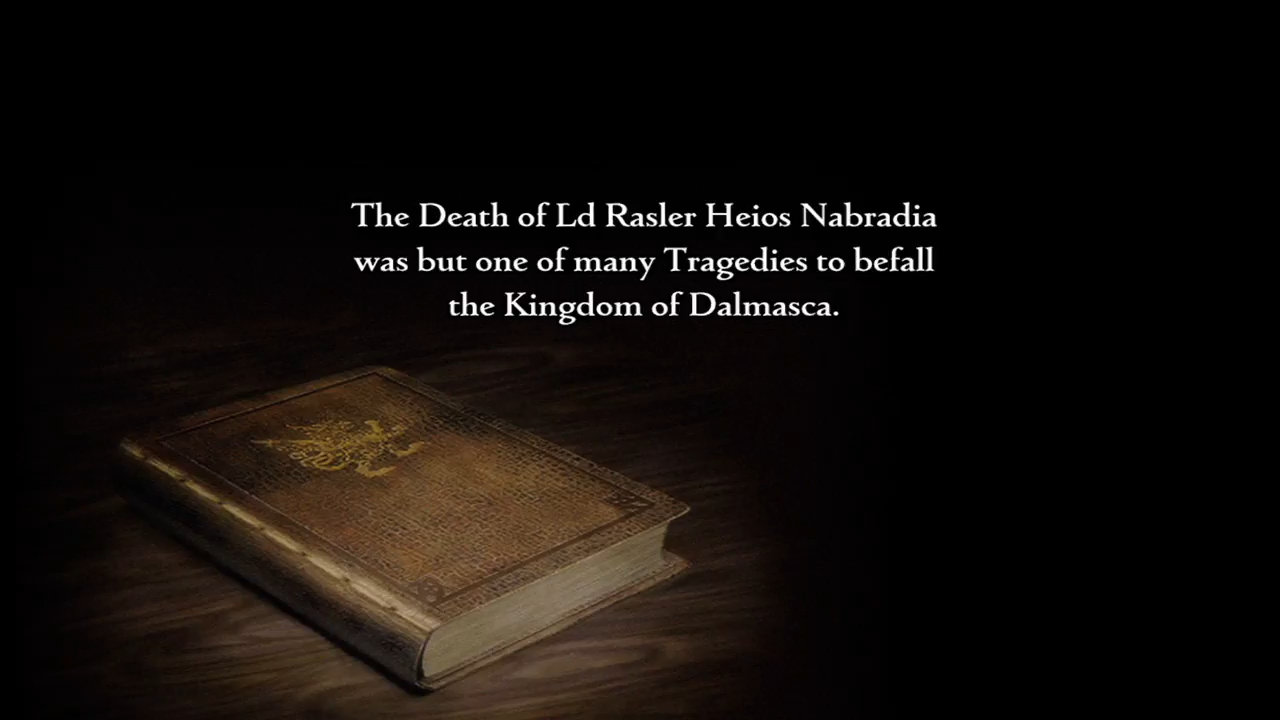 The Death of Ld Rasler Heios Nabradia
was but one of many Tragedies to befall
the Kingdom of Dalmasca.